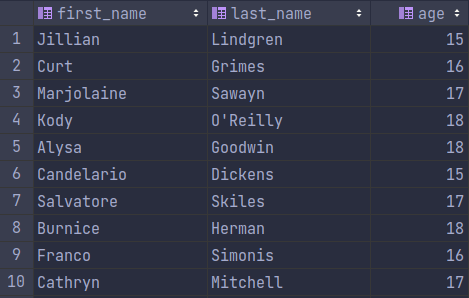 first_name last_name age
1 Jillian Lindgren 15
2 Curt Grimes 16
3 Marjolaine Sawayn 17
4 Kody O'Reilly 18
5 Alysa Goodwin 18
6 Candelario Dickens 15
7 Salvatore Skiles 17
8 Burnice Herman 18
9 Franco Simonis 16
10 Cathryn Mitchell 17